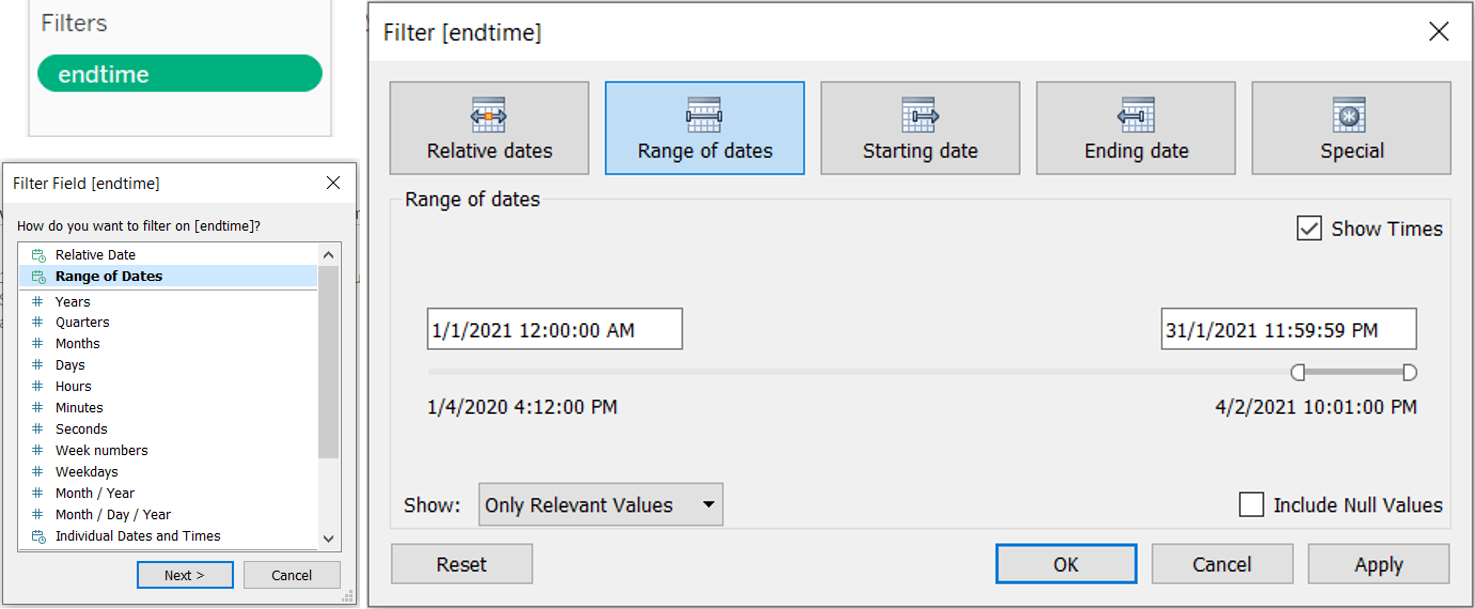 Filters
endtime
Filter Field [endtime]
How do you want to filter on [endtime]?
Relative Date
Range of Dates
# Years
# Quarters
# Months
# Days
# Hours
# Minutes
# Seconds
# Week numbers
# Weekdays
# Month / Year
# Month / Day / Year
Individual Dates and Times
Next >
Cancel
Filter [endtime]
Relative dates
Range of dates
Starting date
Ending date
Special
Range of dates
Show Times
1/1/2021 12:00:00 AM
31/1/2021 11:59:59 PM
1/4/2020 4:12:00 PM
4/2/2021 10:01:00 PM
Show:
Only Relevant Values
Include Null Values
Reset
OK
Cancel
Apply